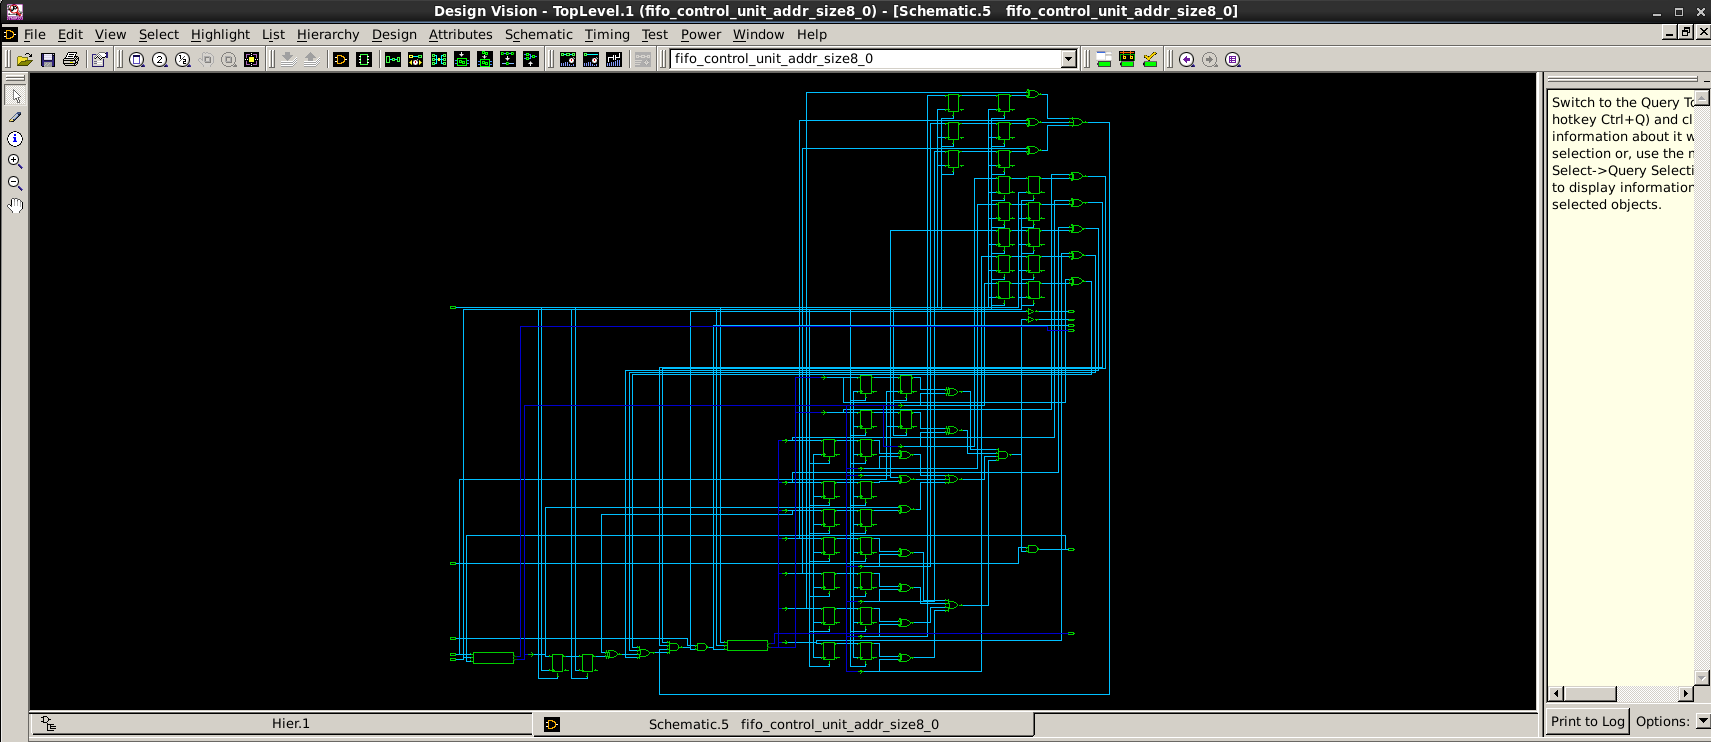 Design Vision - TopLevel.1 (fifo_control_unit_addr_size8_0) - [Schematic.5 fifo_control_unit_addr_size8_0]
File Edit View Select Highlight List Hierarchy Design Attributes Schematic Timing Test Power Window Help
fifo_control_unit_addr_size8_0
Switch to the Query To
hotkey Ctrl+Q) and cl
information about it w
selection or, use the m
Select->Query Selecti
to display information
selected objects.
Hier.1
Schematic.5 fifo_control_unit_addr_size8_0
Print to Log
Options: